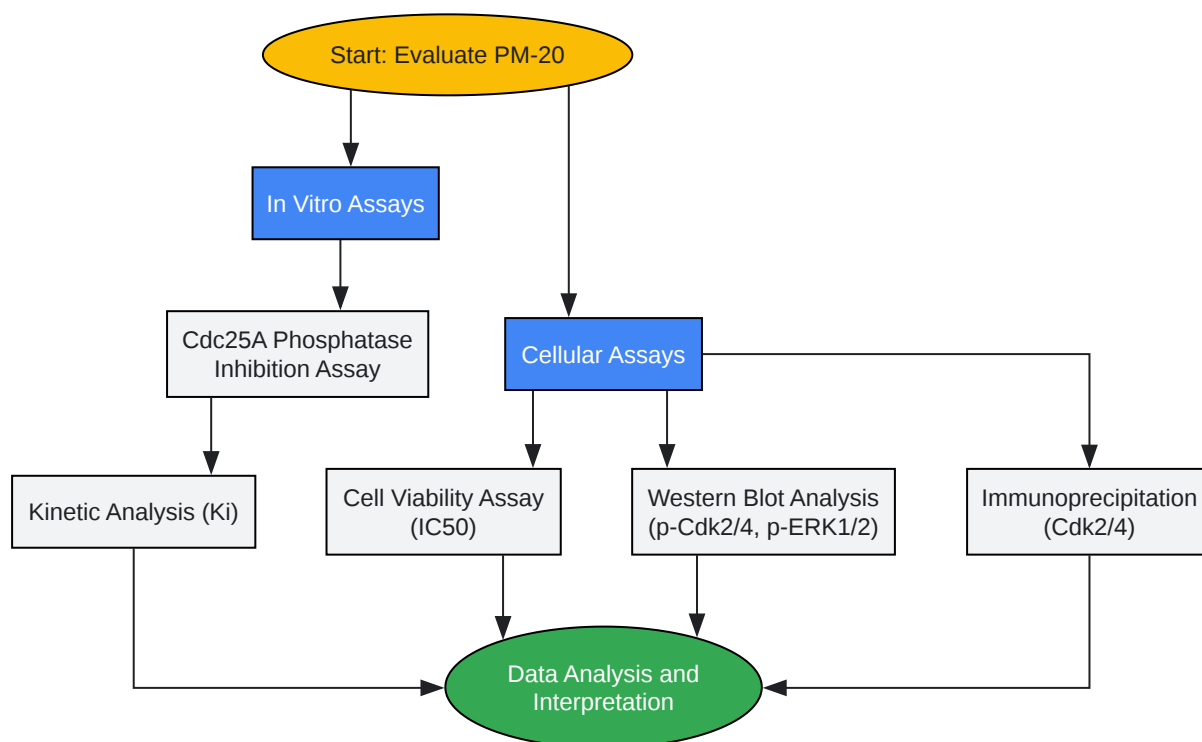 Start: Evaluate PM-20
In Vitro Assays
Cdc25A Phosphatase
Inhibition Assay
Cellular Assays
Kinetic Analysis (Ki)
Cell Viability Assay
(IC50)
Western Blot Analysis
(p-Cdk2/4, p-ERK1/2)
Immunoprecipitation
(Cdk2/4)
Data Analysis and
Interpretation